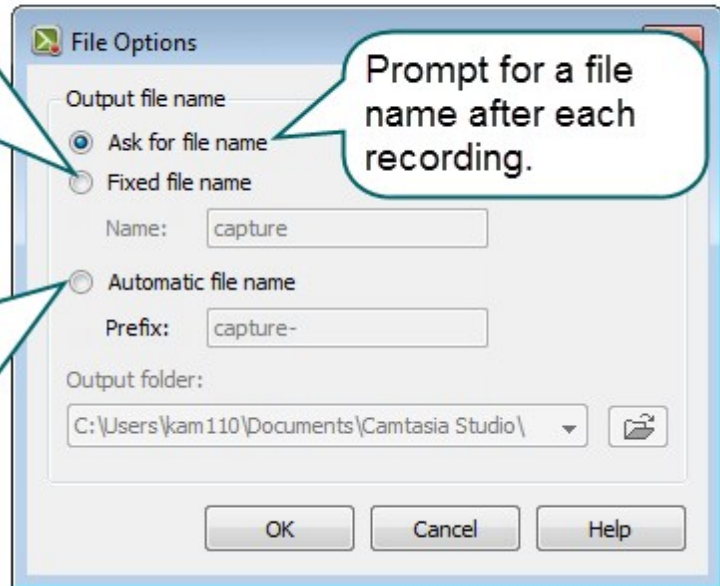 File Options
Prompt for a file
name after each
recording.
Output file name
Ask for file name
Fixed file name
Name: capture
Automatic file name
Prefix: capture-
Output folder:
C:\Users\kam110\Documents\Camtasia Studio\
OK Cancel Help